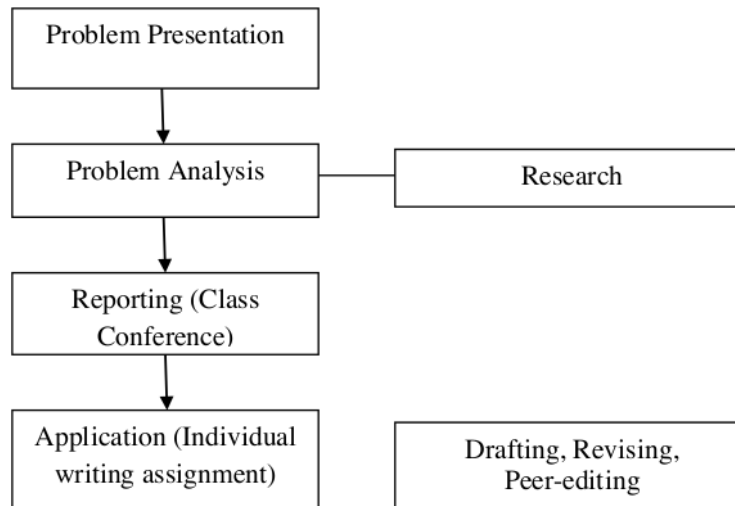 Problem Presentation
Problem Analysis
Research
Reporting (Class
Conference)
Application (Individual
writing assignment)
Drafting, Revising,
Peer-editing